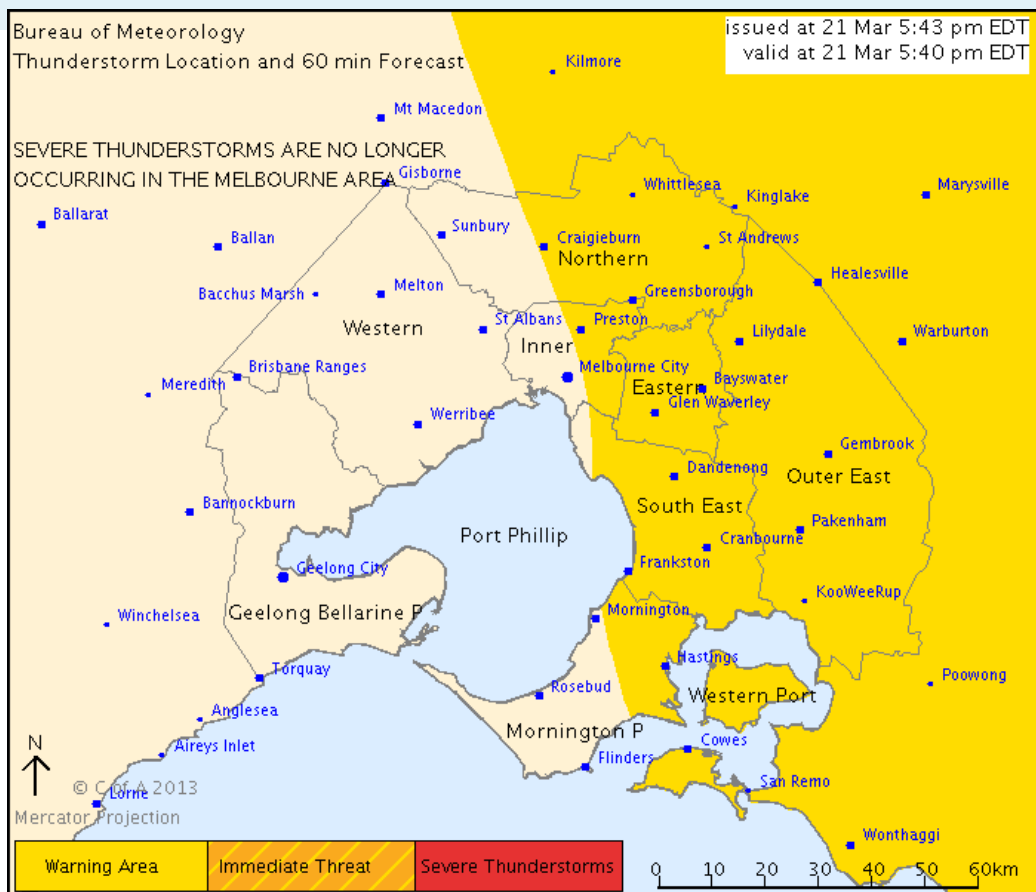 Bureau of Meteorology
Thunderstorm Location and 60 min Forecast
issued at 21 Mar 5:43 pm EDT
valid at 21 Mar 5:40 pm EDT
Kilmore
Mt Macedon
SEVERE THUNDERSTORMS ARE NO LONGER
OCCURRING IN THE MELBOURNE AREA
Gisborne
Whittlesea
Kinglake
Marysville
Ballarat
Ballan
Sunbury
Craigieburn
St Andrews
Northern
Healesville
Bacchus Marsh
Melton
Greensborough
Western
St Albans
Inner
Preston
Lilydale
Warburton
Brisbane Ranges
Melbourne City
Meredith
Eastern
Bayswater
Glen Waverley
Werribee
Gembrook
Dandenong
Outer East
Bannockburn
South East
Pakenham
Port Phillip
Cranbourne
Geelong City
Frankston
KooWeeRup
Winchelsea
Geelong Bellarine P
Mornington
Hastings
Torquay
Poowong
Rosebud
Western Port
Anglesea
Mornington P
Aireys Inlet
Cowes
Flinders
N
© C of A 2013
San Remo
Lorne
Mercator Projection
Wonthaggi
Warning Area
Immediate Threat
Severe Thunderstorms
0 10 20 30 40 50 60km